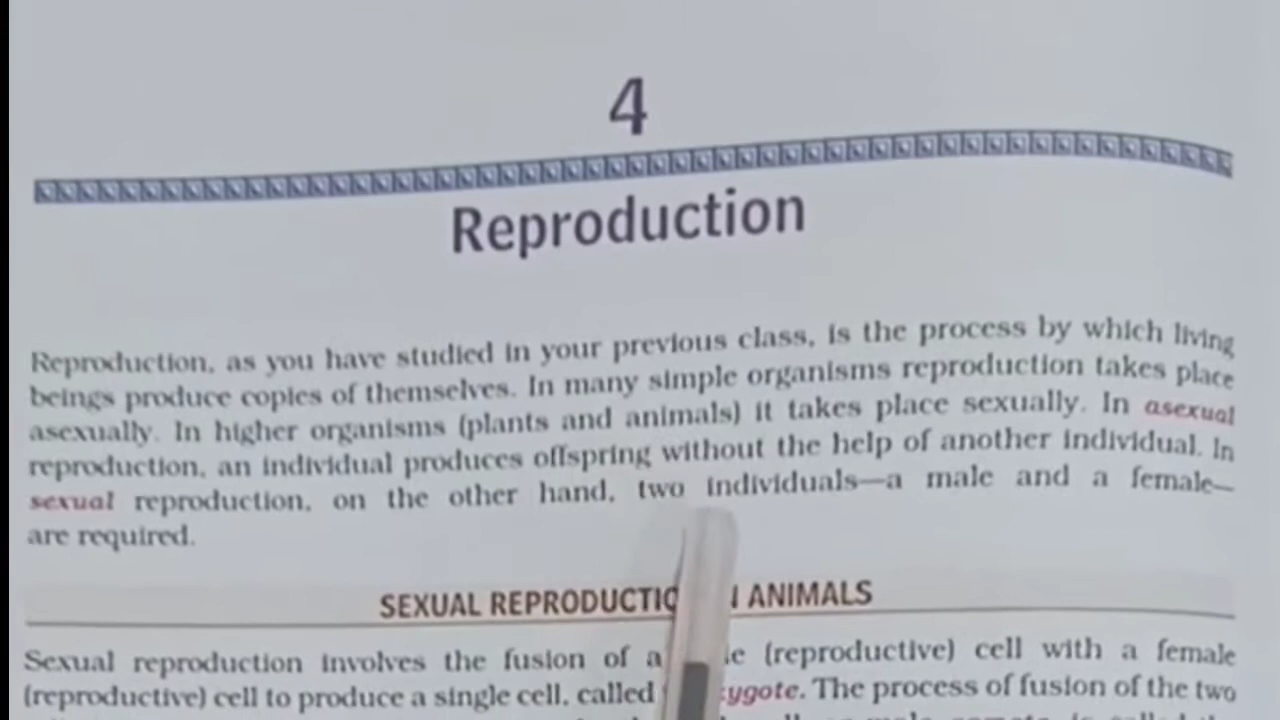 4
Reproduction
Reproduction, as you have studied in your previous class, is the process by which living
beings produce copies of themselves. In many simple organisms reproduction takes place
asexually. In higher organisms (plants and animals) it takes place sexually. In asexual
reproduction, an individual produces offspring without the help of another individual. In
sexual reproduction, on the other hand, two individuals—a male and a female—
are required.
SEXUAL REPRODUCTIO ANIMALS
Sexual reproduction involves the fusion of a (reproductive) cell with a female
(reproductive) cell to produce a single cell, called zygote. The process of fusion of the two